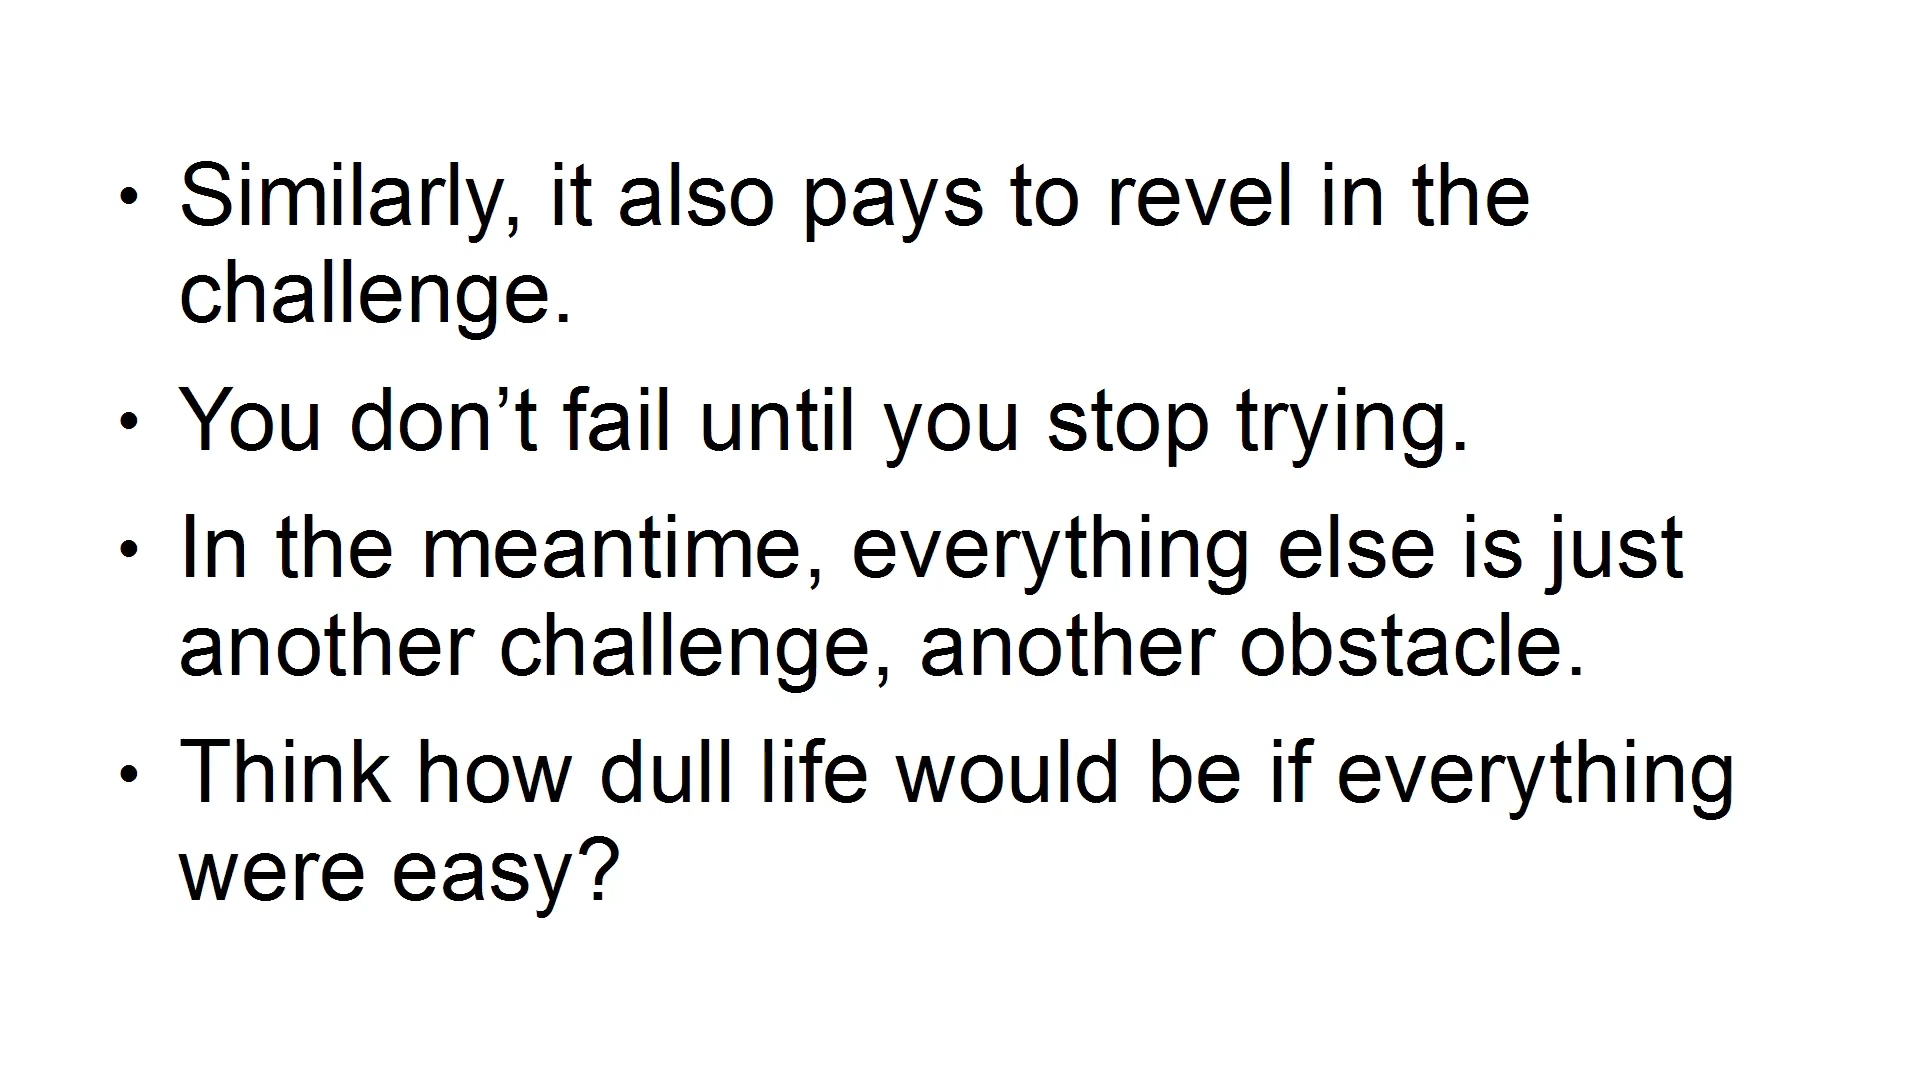 • Similarly, it also pays to revel in the
challenge.
• You don’t fail until you stop trying.
• In the meantime, everything else is just
another challenge, another obstacle.
• Think how dull life would be if everything
were easy?